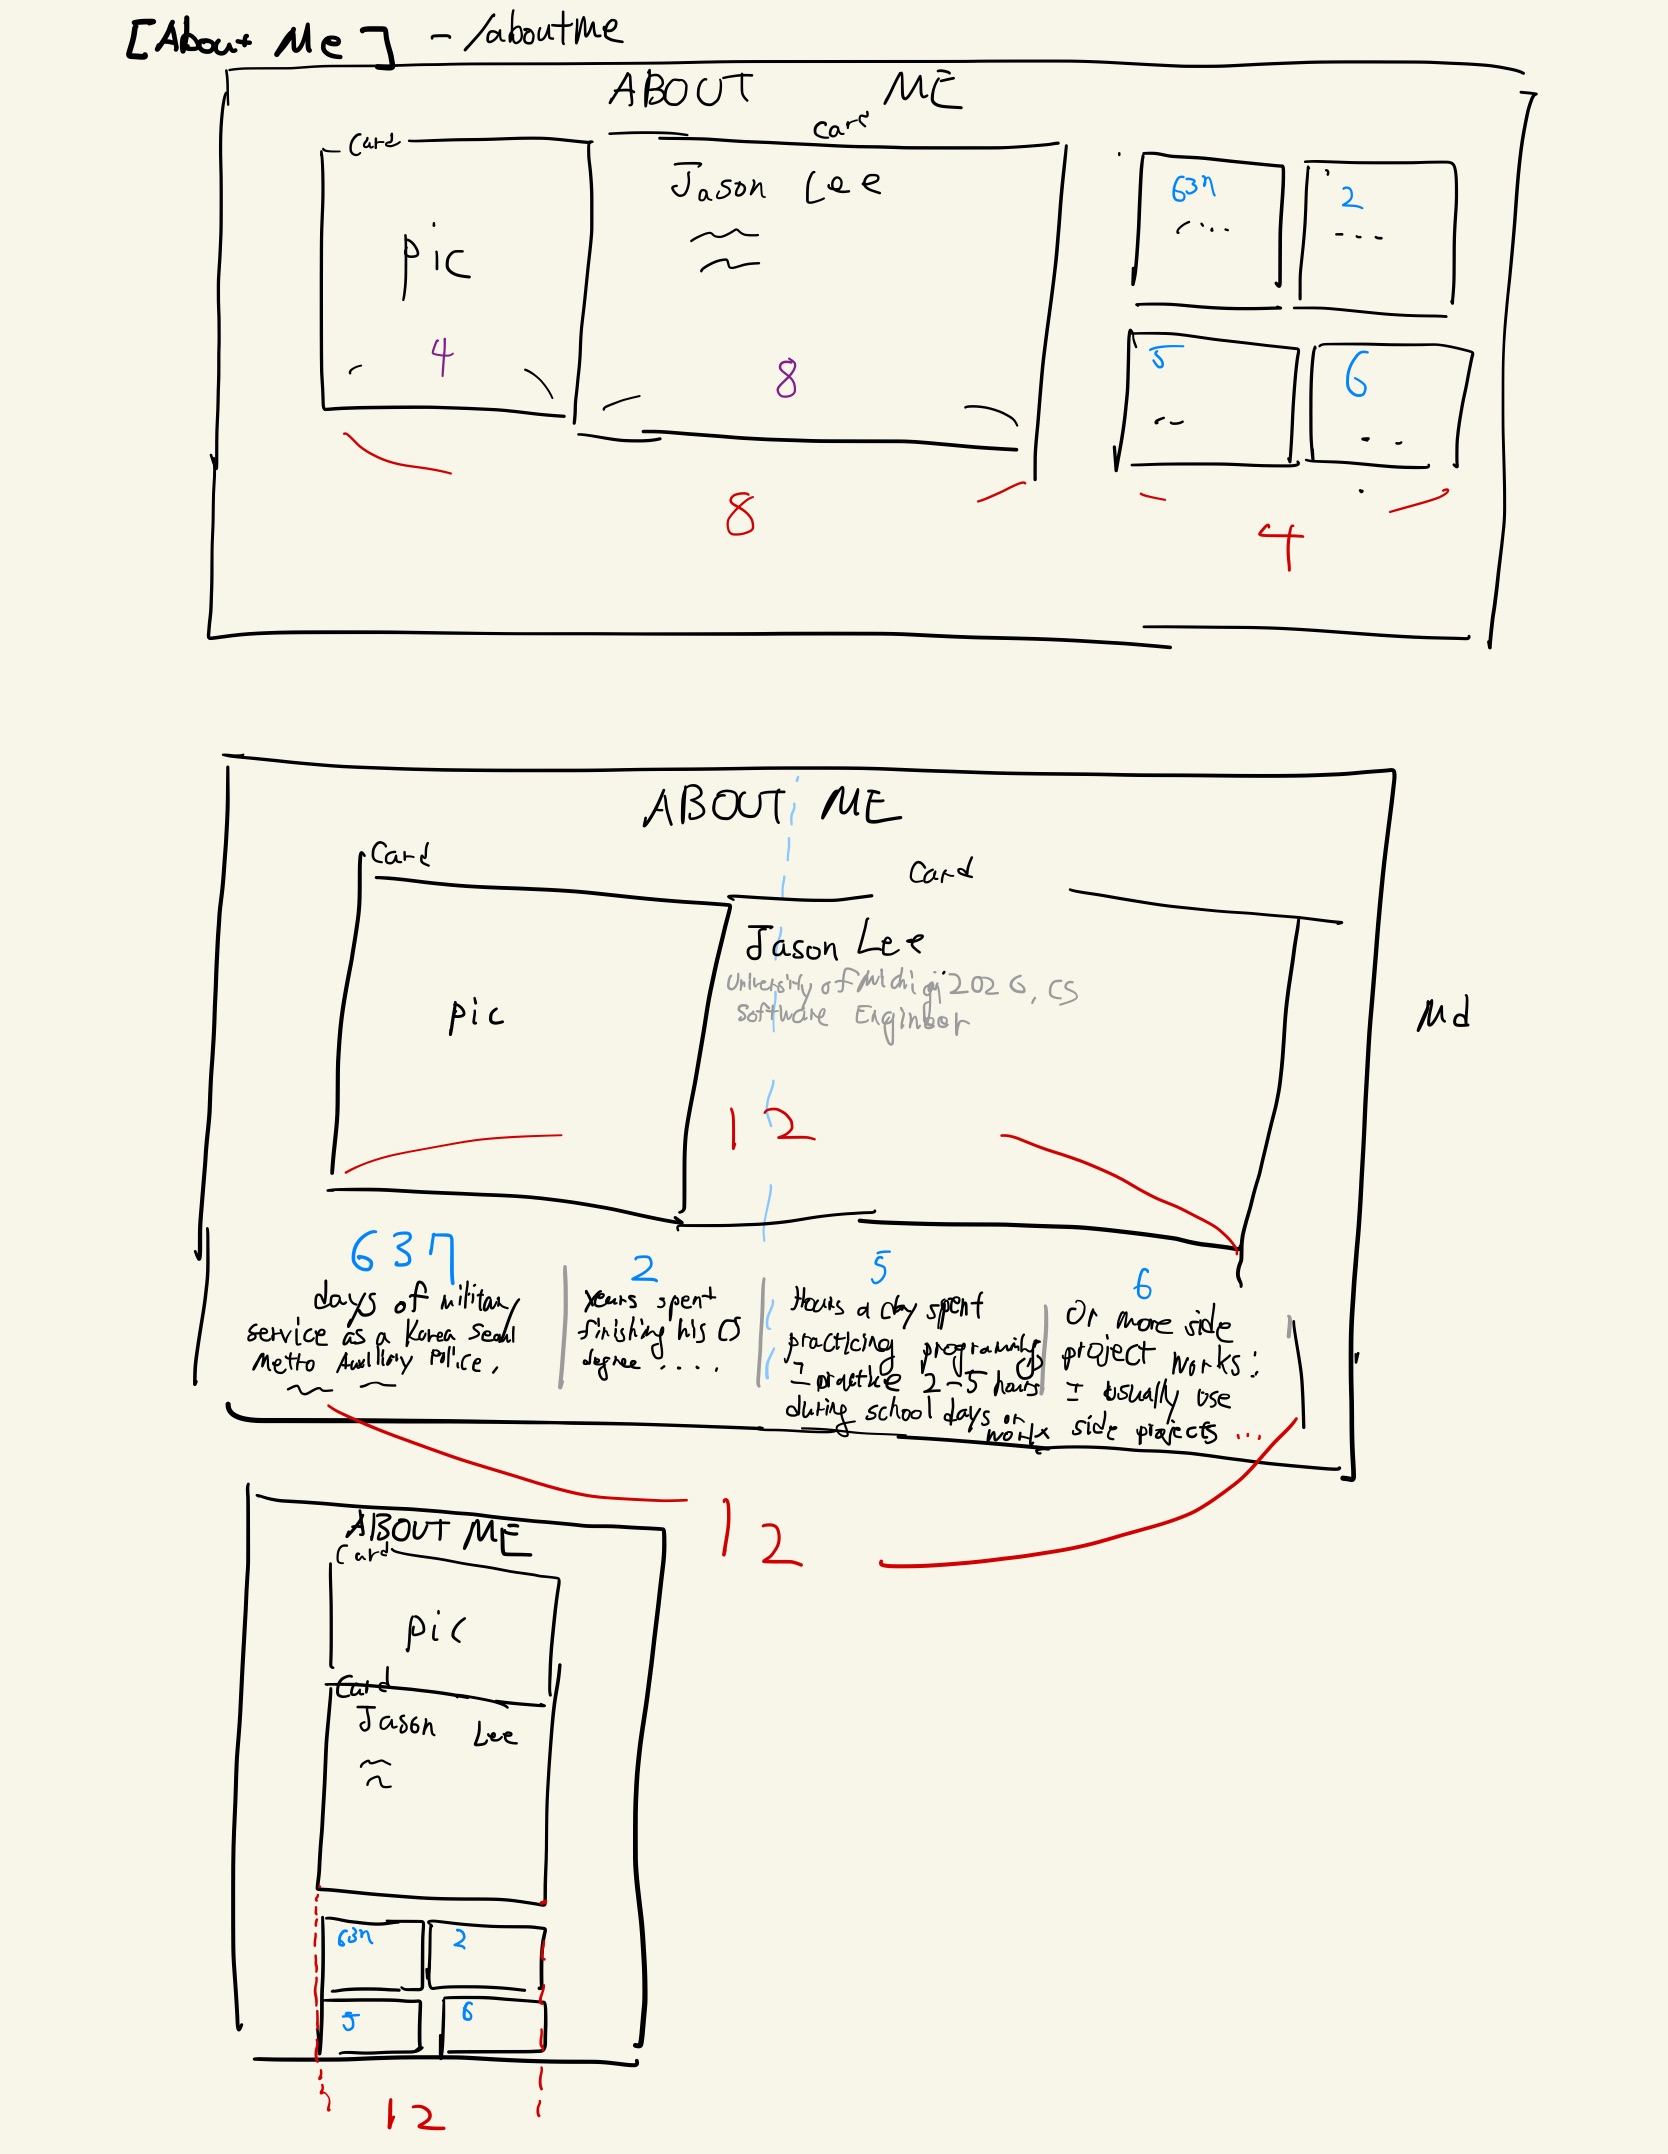 [About Me] - /aboutme
ABOUT ME
Card
Card
pic
Jason Lee
4
8
637
2
5
6
8
4
ABOUT ME
Card
Card
pic
Jason Lee
University of Michign 2026, CS
Software Engineer
Md
12
637
days of military
service as a Korea Seoul
Metro Auxiliary Police.
2
Years spent
finishing his CS
degree ....
5
Hours a day spent
practicing programing
I practice 2-5 hours
during school days or
work
6
Or more side
project works:
I usually use
side projects ...
12
ABOUT ME
Card
pic
Card
Jason Lee
637
2
5
6
12